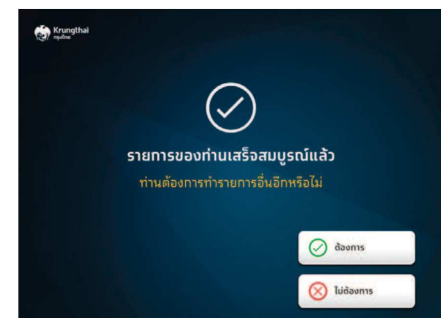 Krungthai
กรุงไทย
รายการของท่านเสร็จสมบูรณ์แล้ว
ท่านต้องการทำรายการอื่นอีกหรือไม่
ต้องการ
ไม่ต้องการ